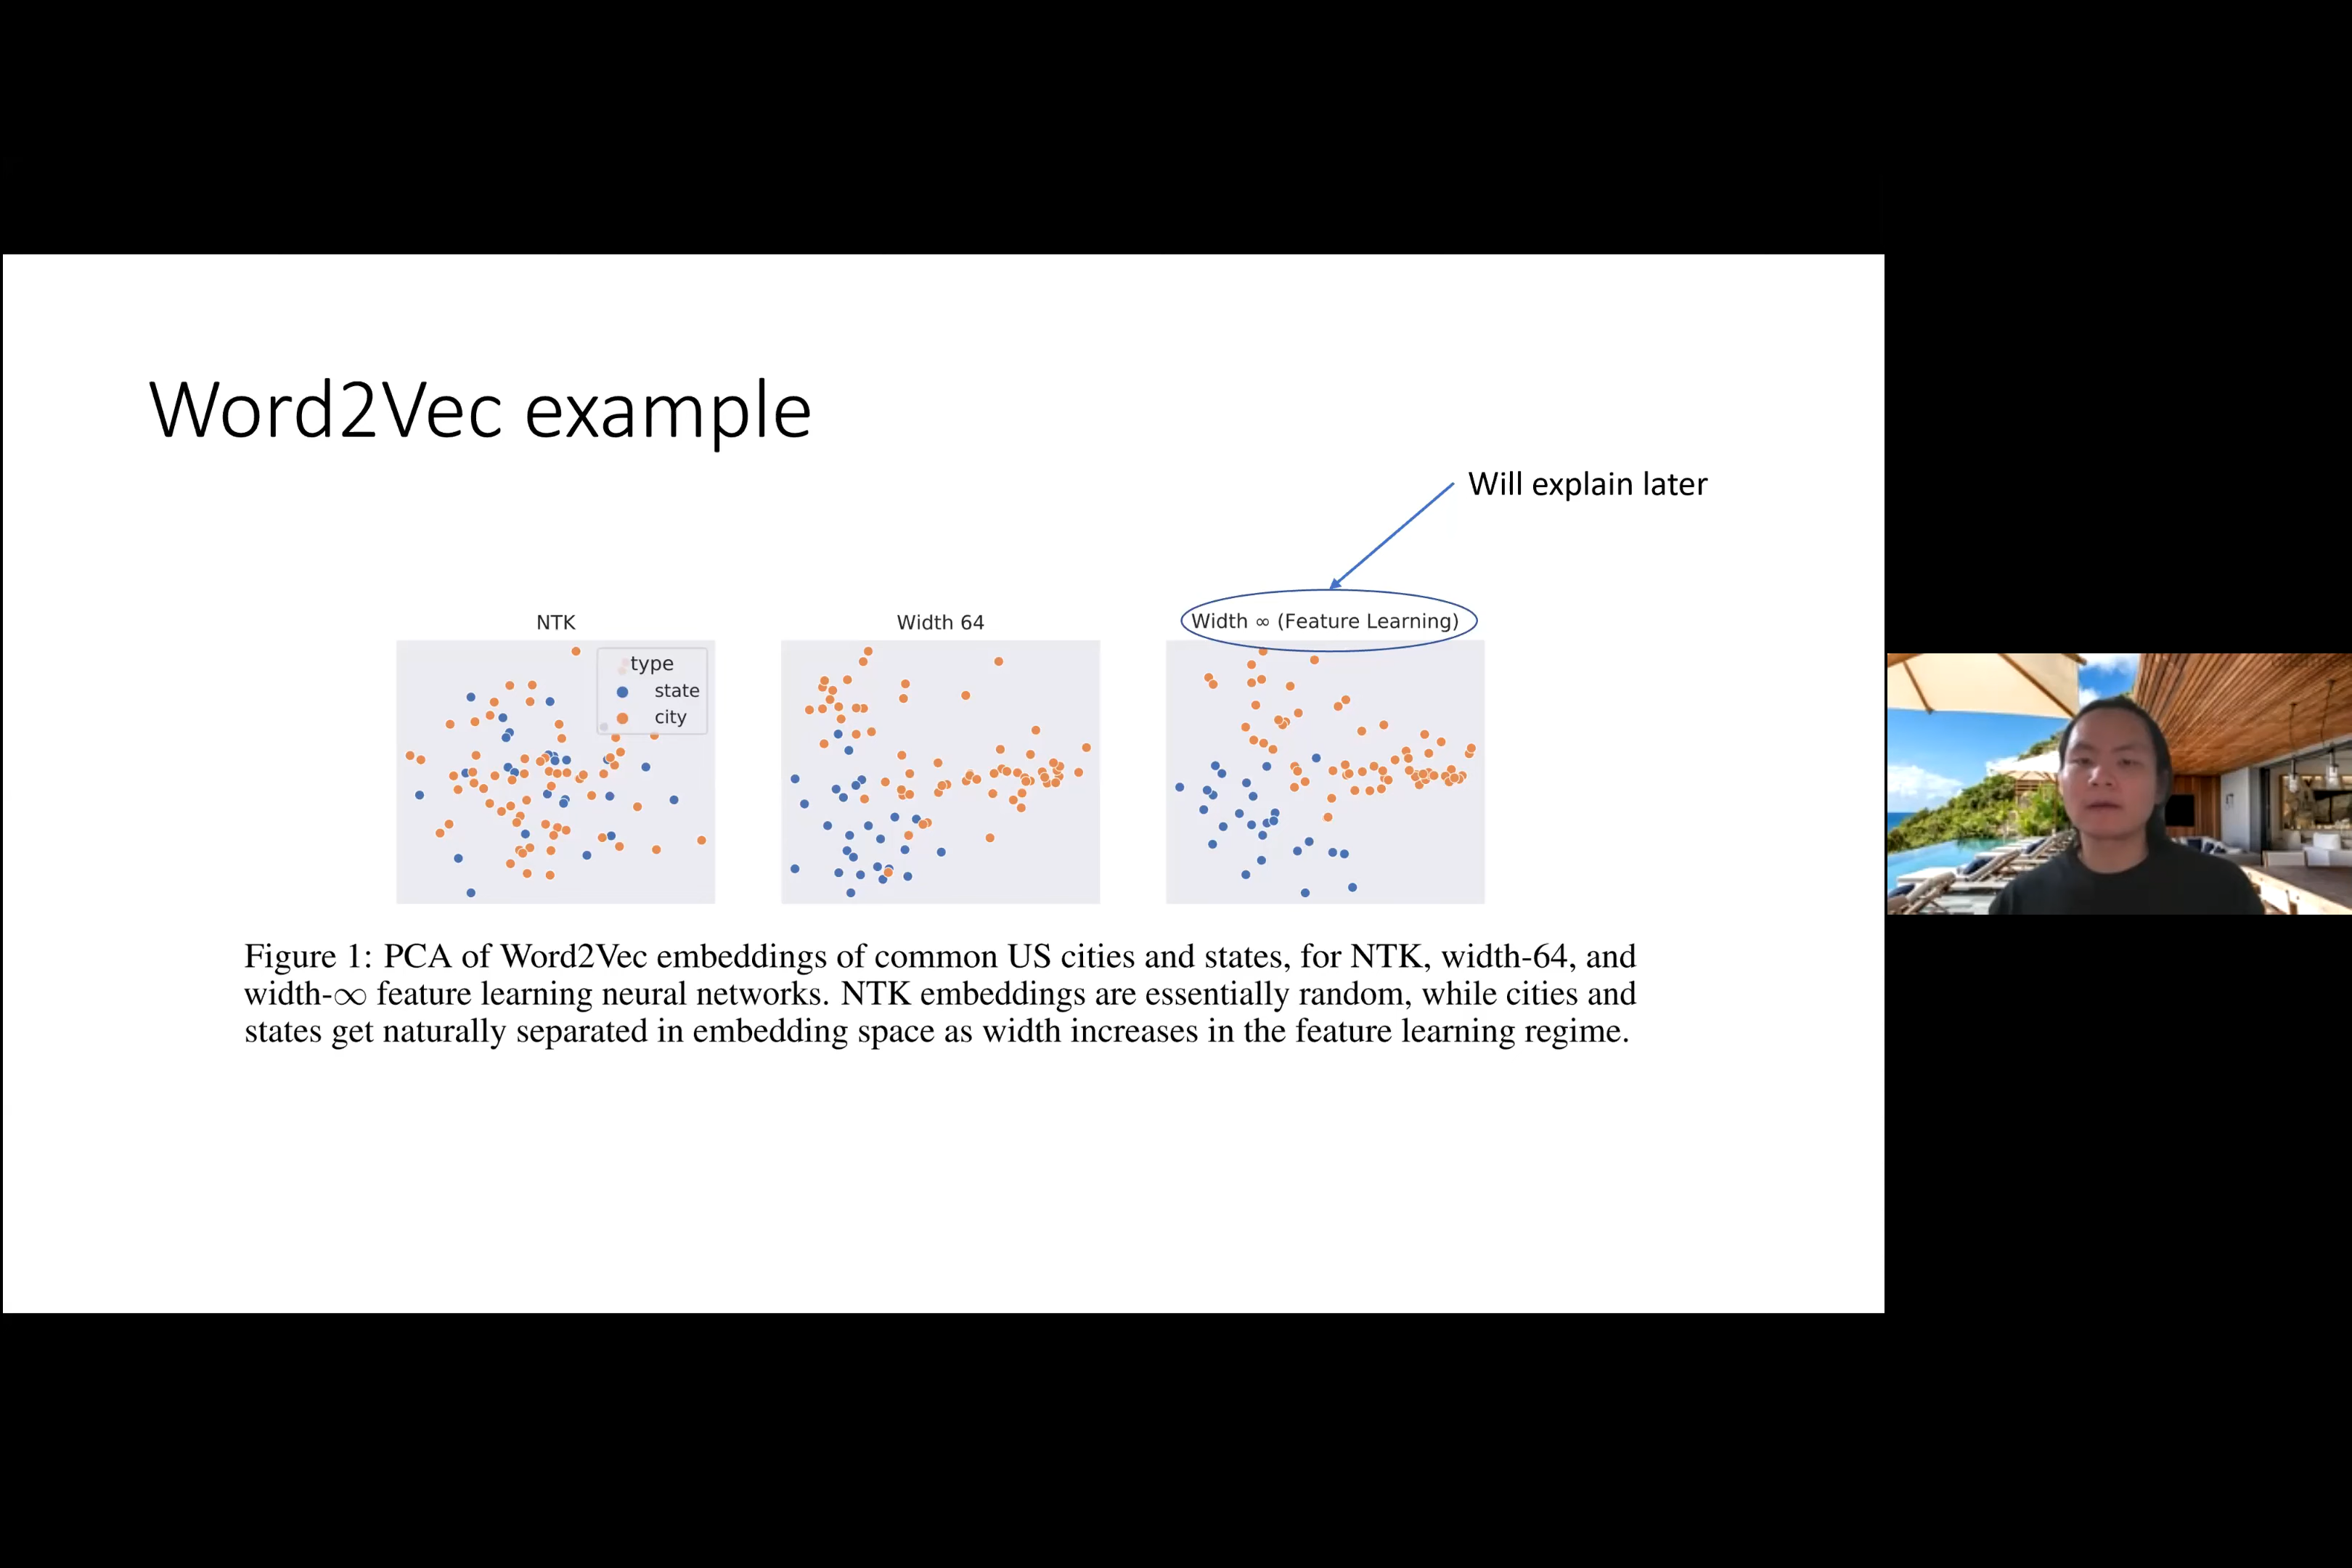 Word2Vec example
Will explain later
NTK
Width 64
Width ∞ (Feature Learning)
type
state
city
Figure 1: PCA of Word2Vec embeddings of common US cities and states, for NTK, width-64, and
width-∞ feature learning neural networks. NTK embeddings are essentially random, while cities and
states get naturally separated in embedding space as width increases in the feature learning regime.